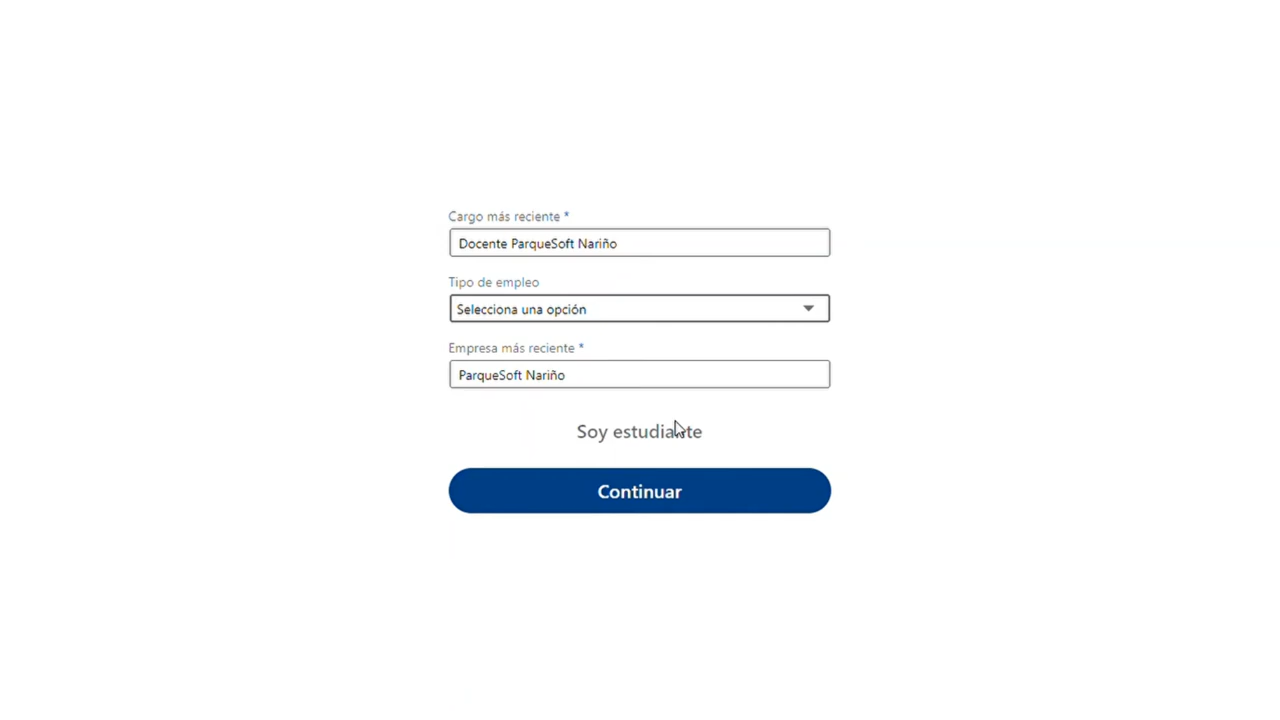 Cargo más reciente *
Docente ParqueSoft Nariño
Tipo de empleo
Selecciona una opción
Empresa más reciente *
ParqueSoft Nariño
Soy estudiante
Continuar